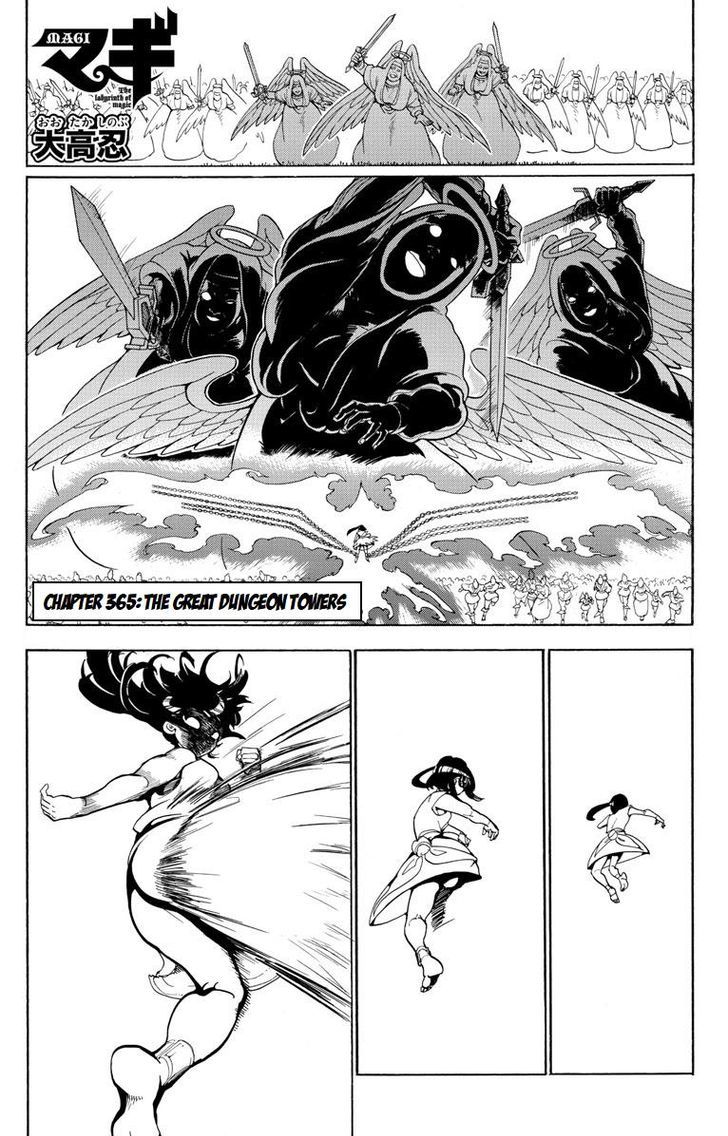 MAGI
マギ
The
labyrinth of
magic
おおたかしのぶ
大高忍
CHAPTER 365: THE GREAT DUNGEON TOWERS